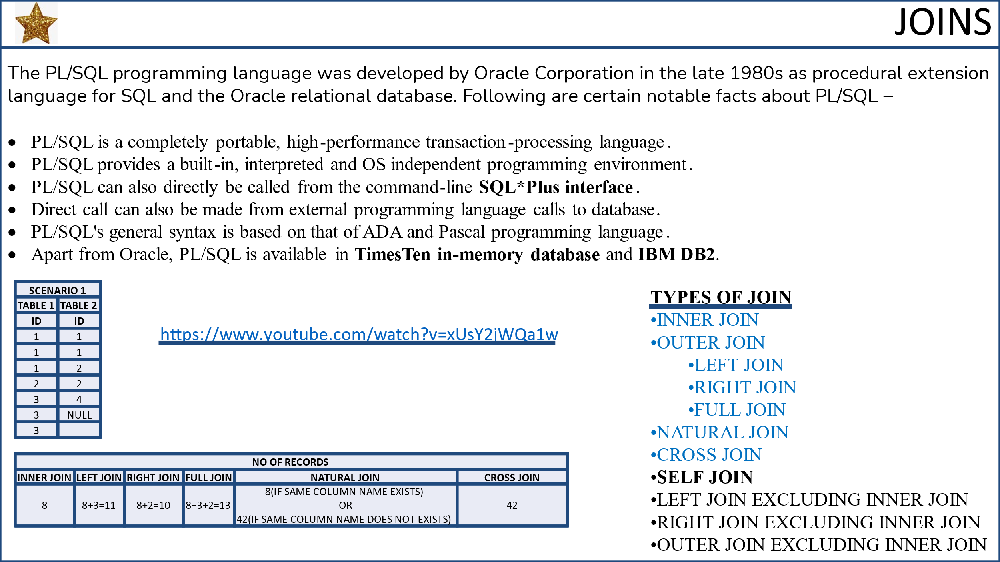 JOINS
The PL/SQL programming language was developed by Oracle Corporation in the late 1980s as procedural extension
language for SQL and the Oracle relational database. Following are certain notable facts about PL/SQL –
• PL/SQL is a completely portable, high-performance transaction-processing language.
• PL/SQL provides a built-in, interpreted and OS independent programming environment.
• PL/SQL can also directly be called from the command-line SQL*Plus interface.
• Direct call can also be made from external programming language calls to database.
• PL/SQL's general syntax is based on that of ADA and Pascal programming language.
• Apart from Oracle, PL/SQL is available in TimesTen in-memory database and IBM DB2.
SCENARIO 1
TABLE 1 TABLE 2
ID ID
1 1
1 1
1 2
2 2
3 4
3 NULL
3
https://www.youtube.com/watch?v=xUsY2jWQa1w
TYPES OF JOIN
•INNER JOIN
•OUTER JOIN
•LEFT JOIN
•RIGHT JOIN
•FULL JOIN
•NATURAL JOIN
•CROSS JOIN
•SELF JOIN
•LEFT JOIN EXCLUDING INNER JOIN
•RIGHT JOIN EXCLUDING INNER JOIN
•OUTER JOIN EXCLUDING INNER JOIN
NO OF RECORDS
INNER JOIN LEFT JOIN RIGHT JOIN FULL JOIN NATURAL JOIN CROSS JOIN
8(IF SAME COLUMN NAME EXISTS)
8 8+3=11 8+2=10 8+3+2=13 OR 42
42(IF SAME COLUMN NAME DOES NOT EXISTS)